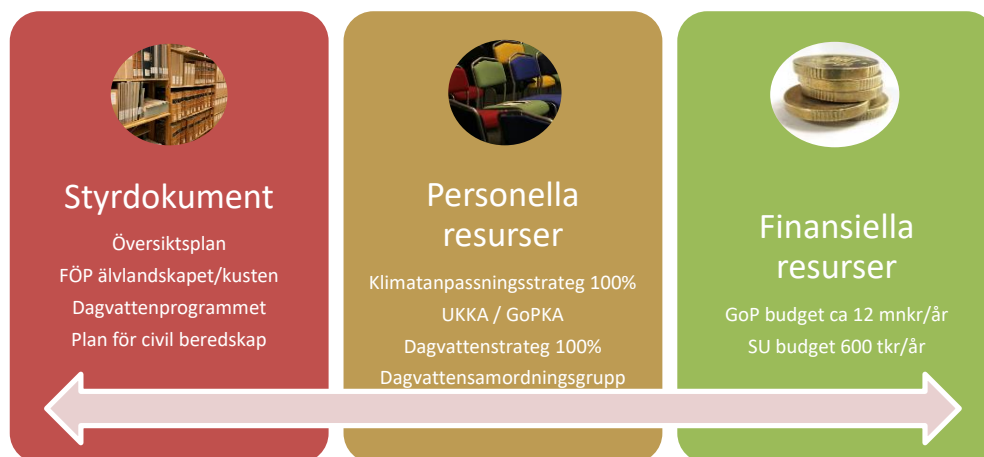 Styrdokument
Översiktsplan
FÖP älvlandskapet/kusten
Dagvattenprogrammet
Plan för civil beredskap
Personella
resurser
Klimatanpassningsstrateg 100%
UKKA / GoPKA
Dagvattenstrateg 100%
Dagvattensamordningsgrupp
Finansiella
resurser
GoP budget ca 12 mnkr/år
SU budget 600 tkr/år